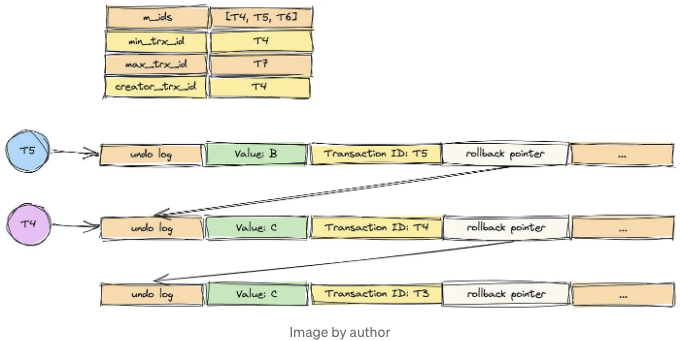 m_ids [T4, T5, T6]
min_trx_id T4
max_trx_id T7
creator_trx_id T4
T5 undo log Value: B Transaction ID: T5 rollback pointer ...
T4 undo log Value: C Transaction ID: T4 rollback pointer ...
undo log Value: C Transaction ID: T3 rollback pointer ...
Image by author